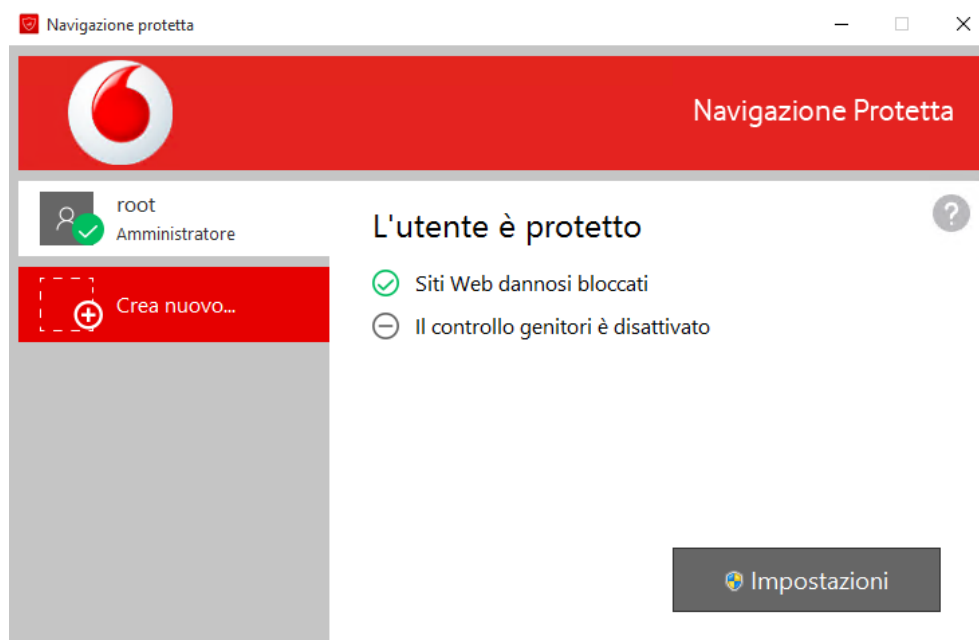 Navigazione protetta
Navigazione Protetta
root
Amministratore
Crea nuovo...
L'utente è protetto
Siti Web dannosi bloccati
Il controllo genitori è disattivato
Impostazioni